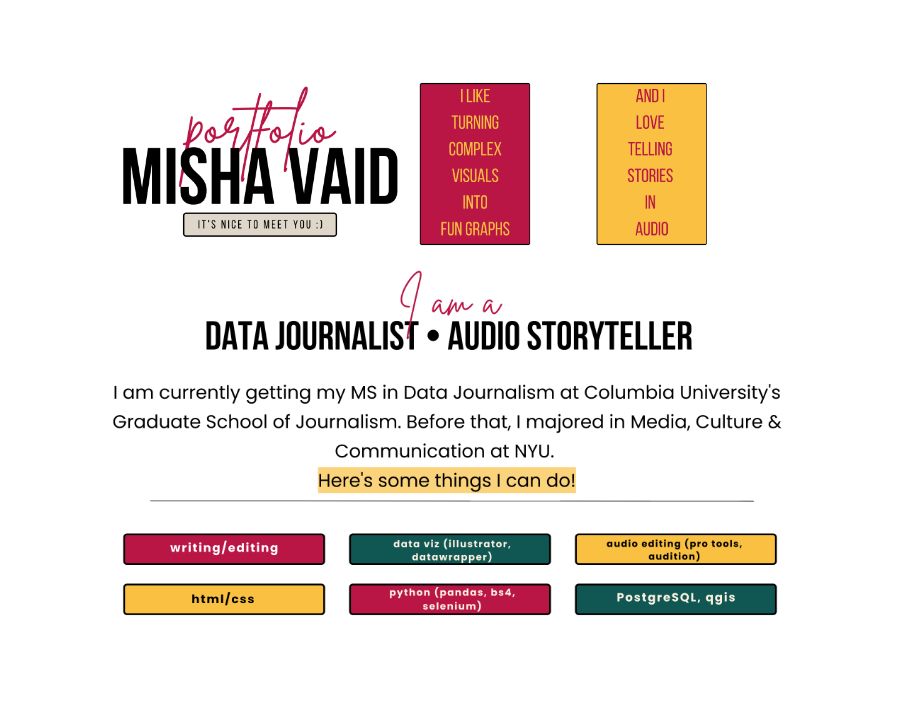 portfolio
MISHA VAID
IT'S NICE TO MEET YOU :)
I LIKE
TURNING
COMPLEX
VISUALS
INTO
FUN GRAPHS
AND I
LOVE
TELLING
STORIES
IN
AUDIO
I am a
DATA JOURNALIST • AUDIO STORYTELLER
I am currently getting my MS in Data Journalism at Columbia University's
Graduate School of Journalism. Before that, I majored in Media, Culture &
Communication at NYU.
Here's some things I can do!
writing/editing
data viz (illustrator,
datawrapper)
audio editing (pro tools,
audition)
html/css
python (pandas, bs4,
selenium)
PostgreSQL, qgis